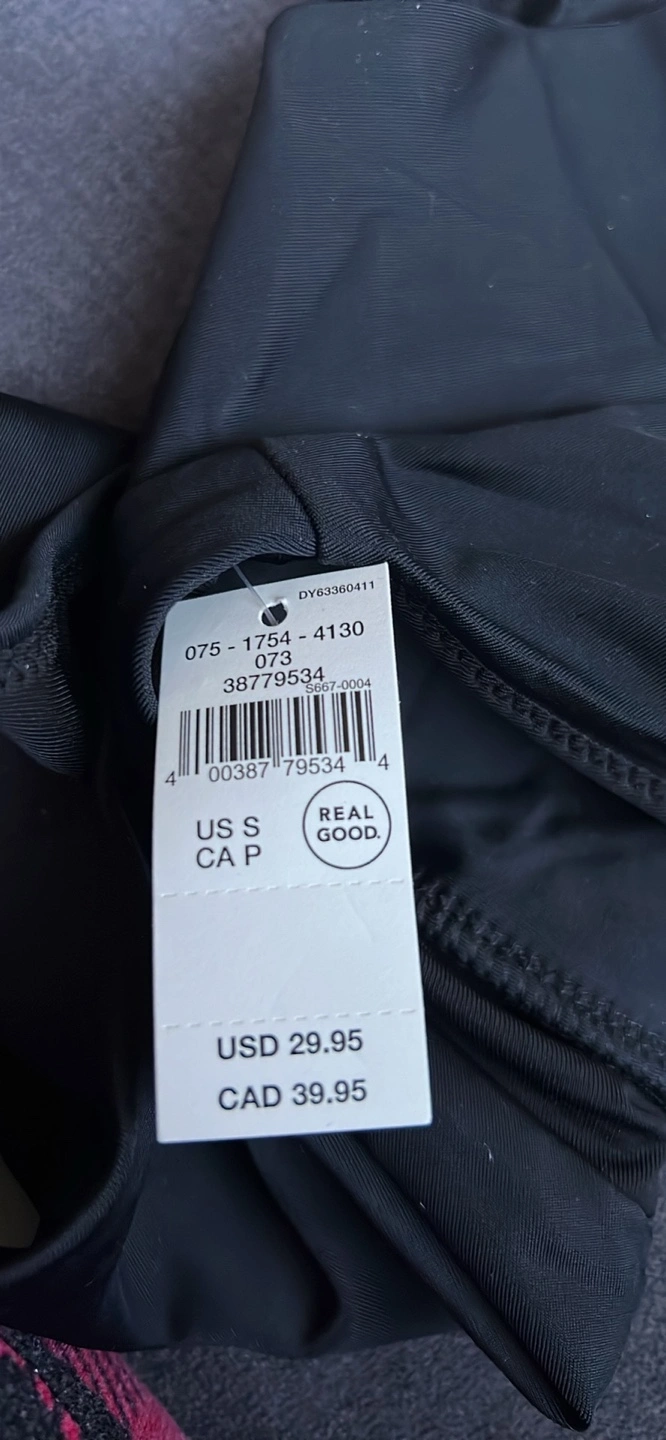 DY63360411
075 - 1754 - 4130
073
38779534
S667-0004
4 00387 79534 4
US S
CA P
REAL
GOOD.
USD 29.95
CAD 39.95